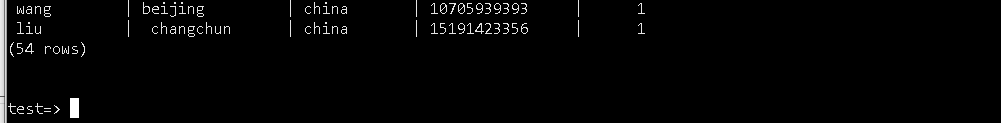 wang | beijing | china | 10705939393 | 1
liu | changchun | china | 15191423356 | 1
(54 rows)
test=>